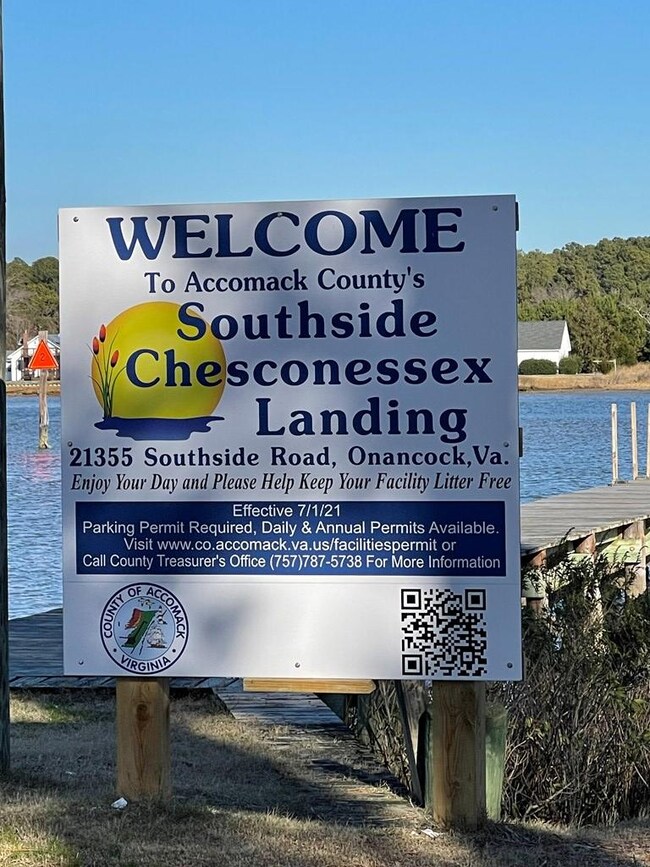 WELCOME
To Accomack County's
Southside
Chesconessex
Landing
21355 Southside Road, Onancock,Va.
Enjoy Your Day and Please Help Keep Your Facility Litter Free
Effective 7/1/21
Parking Permit Required, Daily & Annual Permits Available.
Visit www.co.accomack.va.us/facilitiespermit or
Call County Treasurer's Office (757)787-5738 For More Information
COUNTY OF ACCOMACK
VIRGINIA